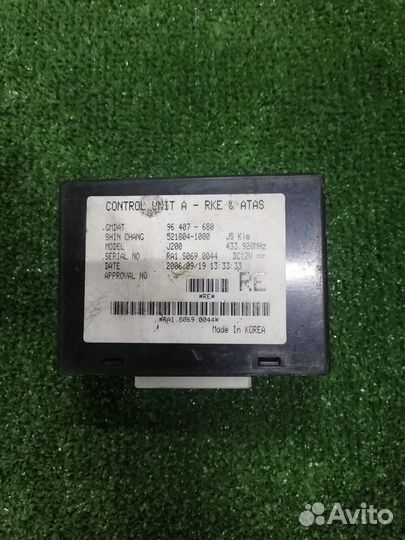 CONTROL UNIT A - RKE & ATAS
GMDAT 96 407 - 680
SHIN CHANG 521804-1000 JS Kim
MODEL J200 433.920MHz
SERIAL NO RA1.S069.0044 DC12V
DATE 2006/09/19 13:33:33
APPROVAL NO
RE
*RE*
*RA1.S069.0044*
Made In KOREA
Avito